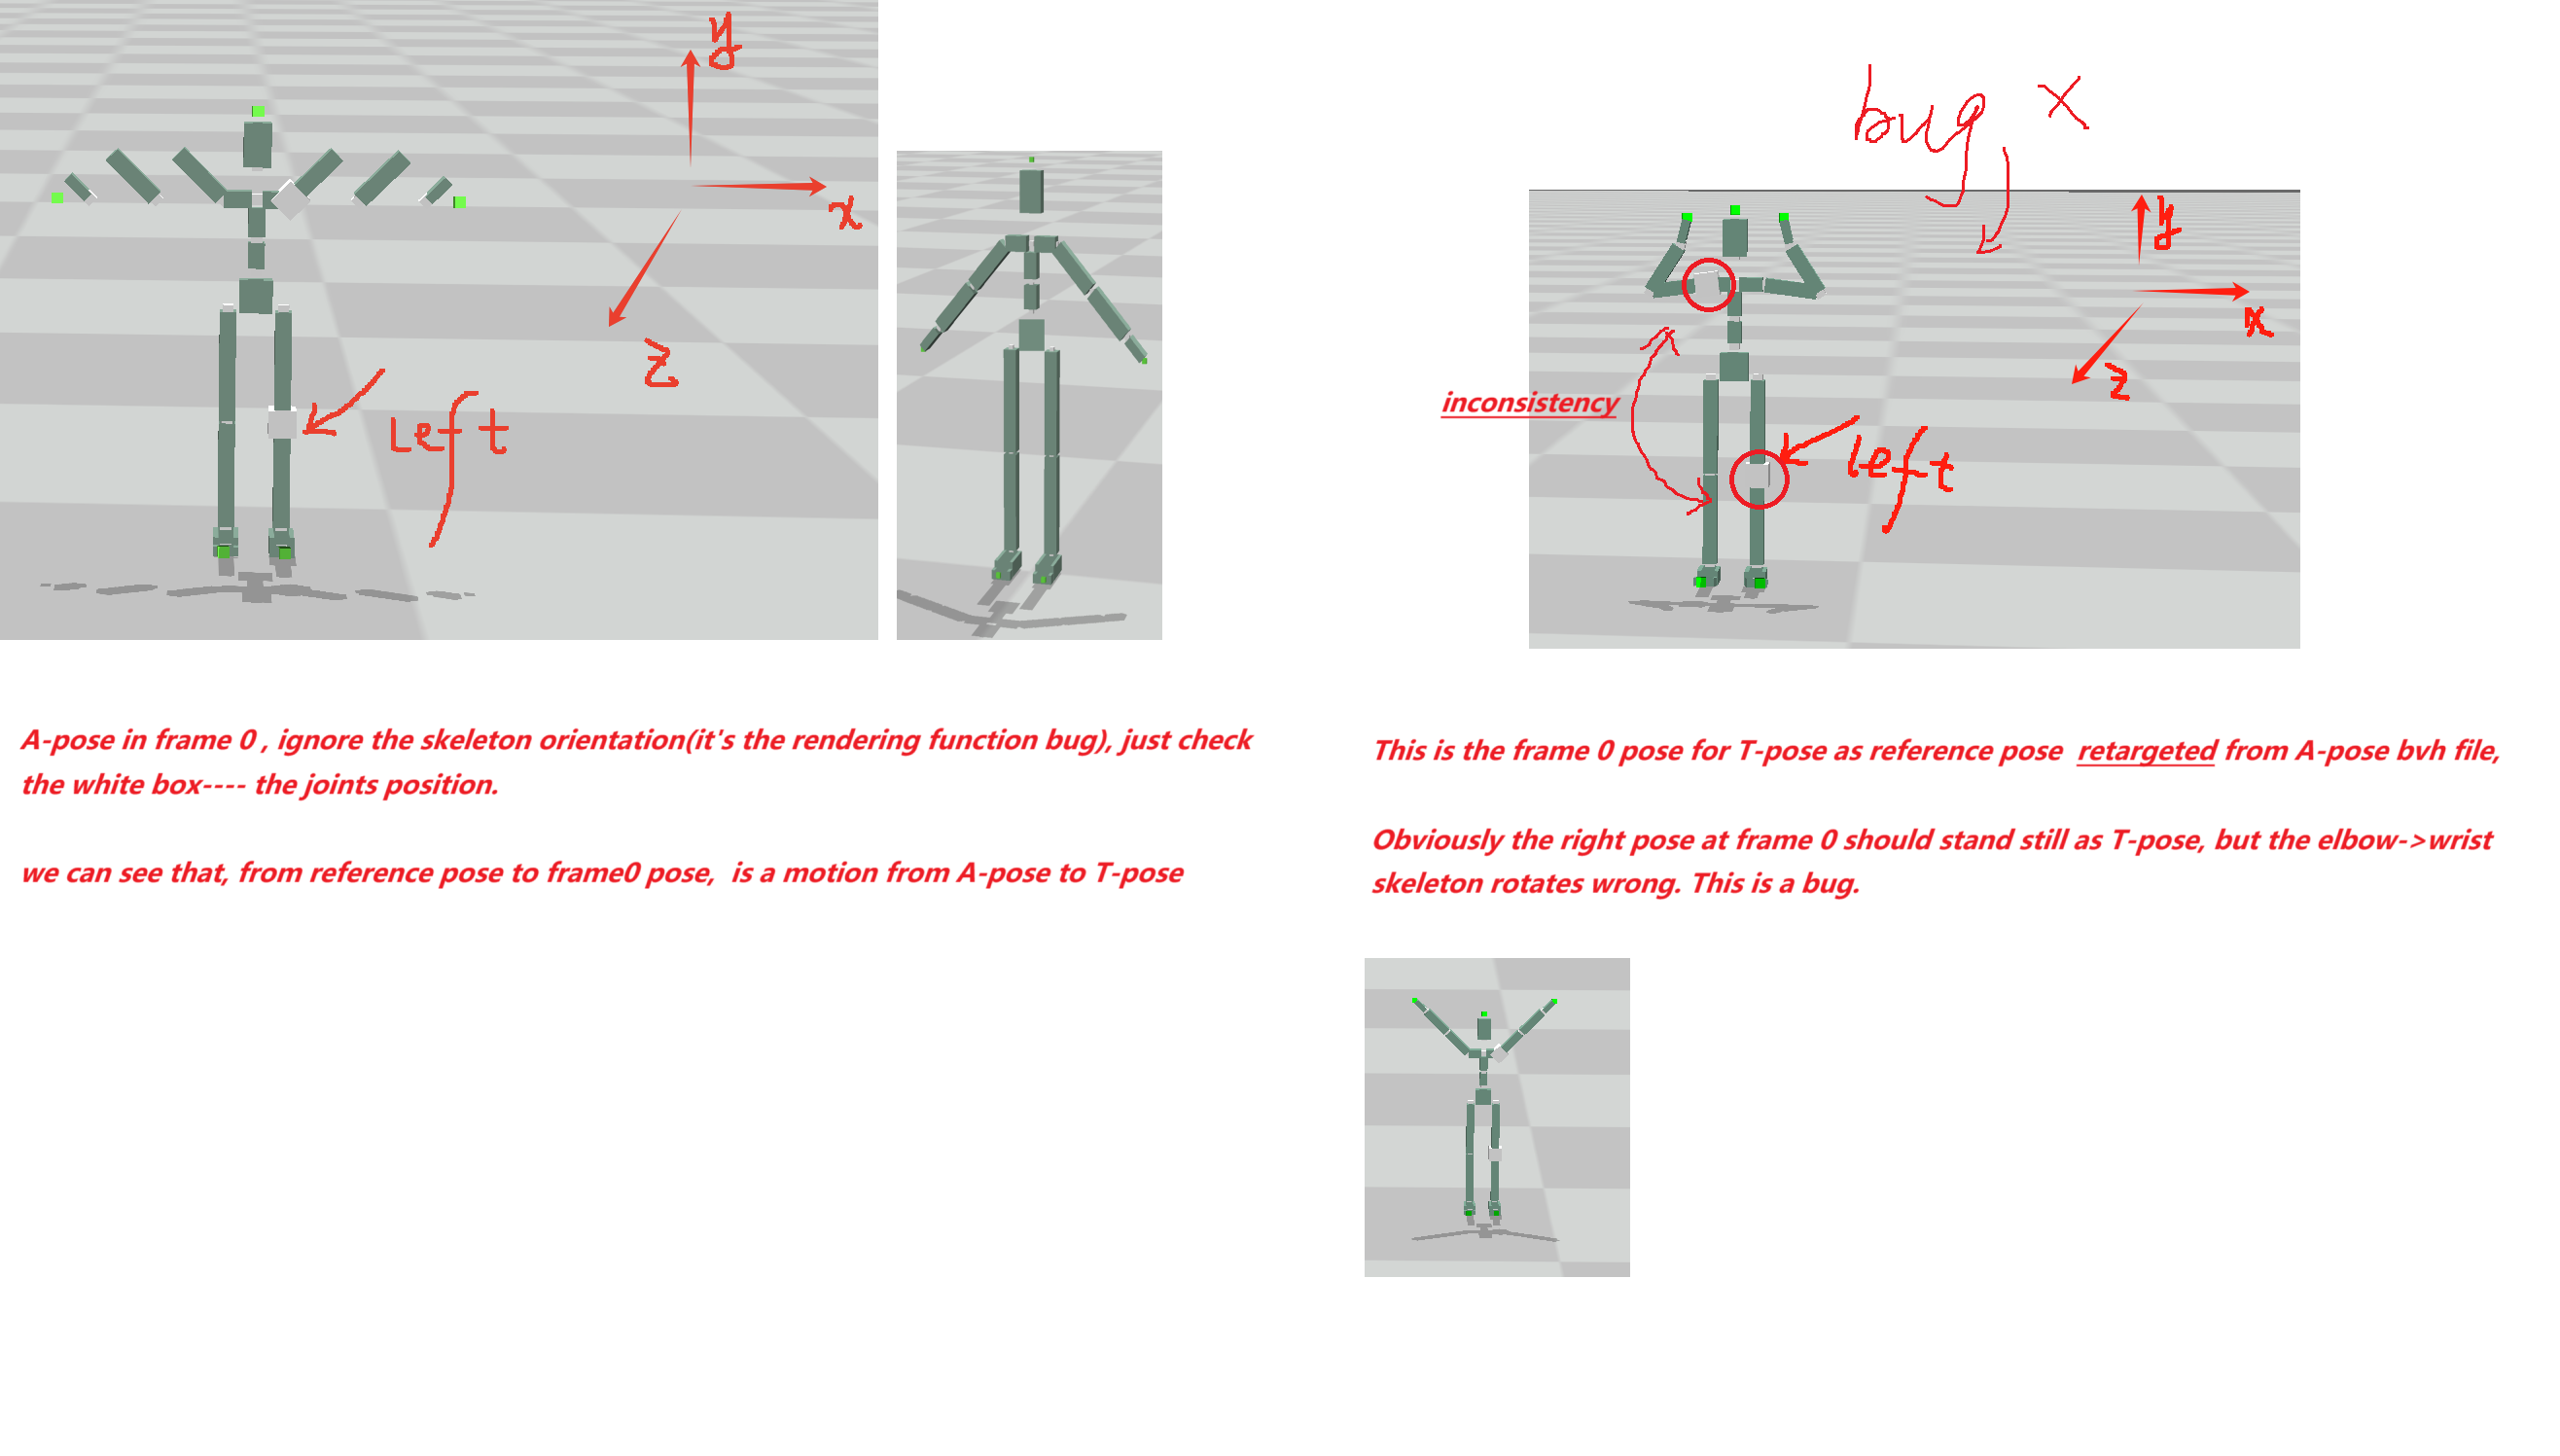 y
x
z
left
A-pose in frame 0 , ignore the skeleton orientation(it's the rendering function bug), just check
the white box---- the joints position.
we can see that, from reference pose to frame0 pose,  is a motion from A-pose to T-pose
bug x
y
x
z
inconsistency
left
This is the frame 0 pose for T-pose as reference pose  retargeted from A-pose bvh file,
Obviously the right pose at frame 0 should stand still as T-pose, but the elbow->wrist
skeleton rotates wrong. This is a bug.